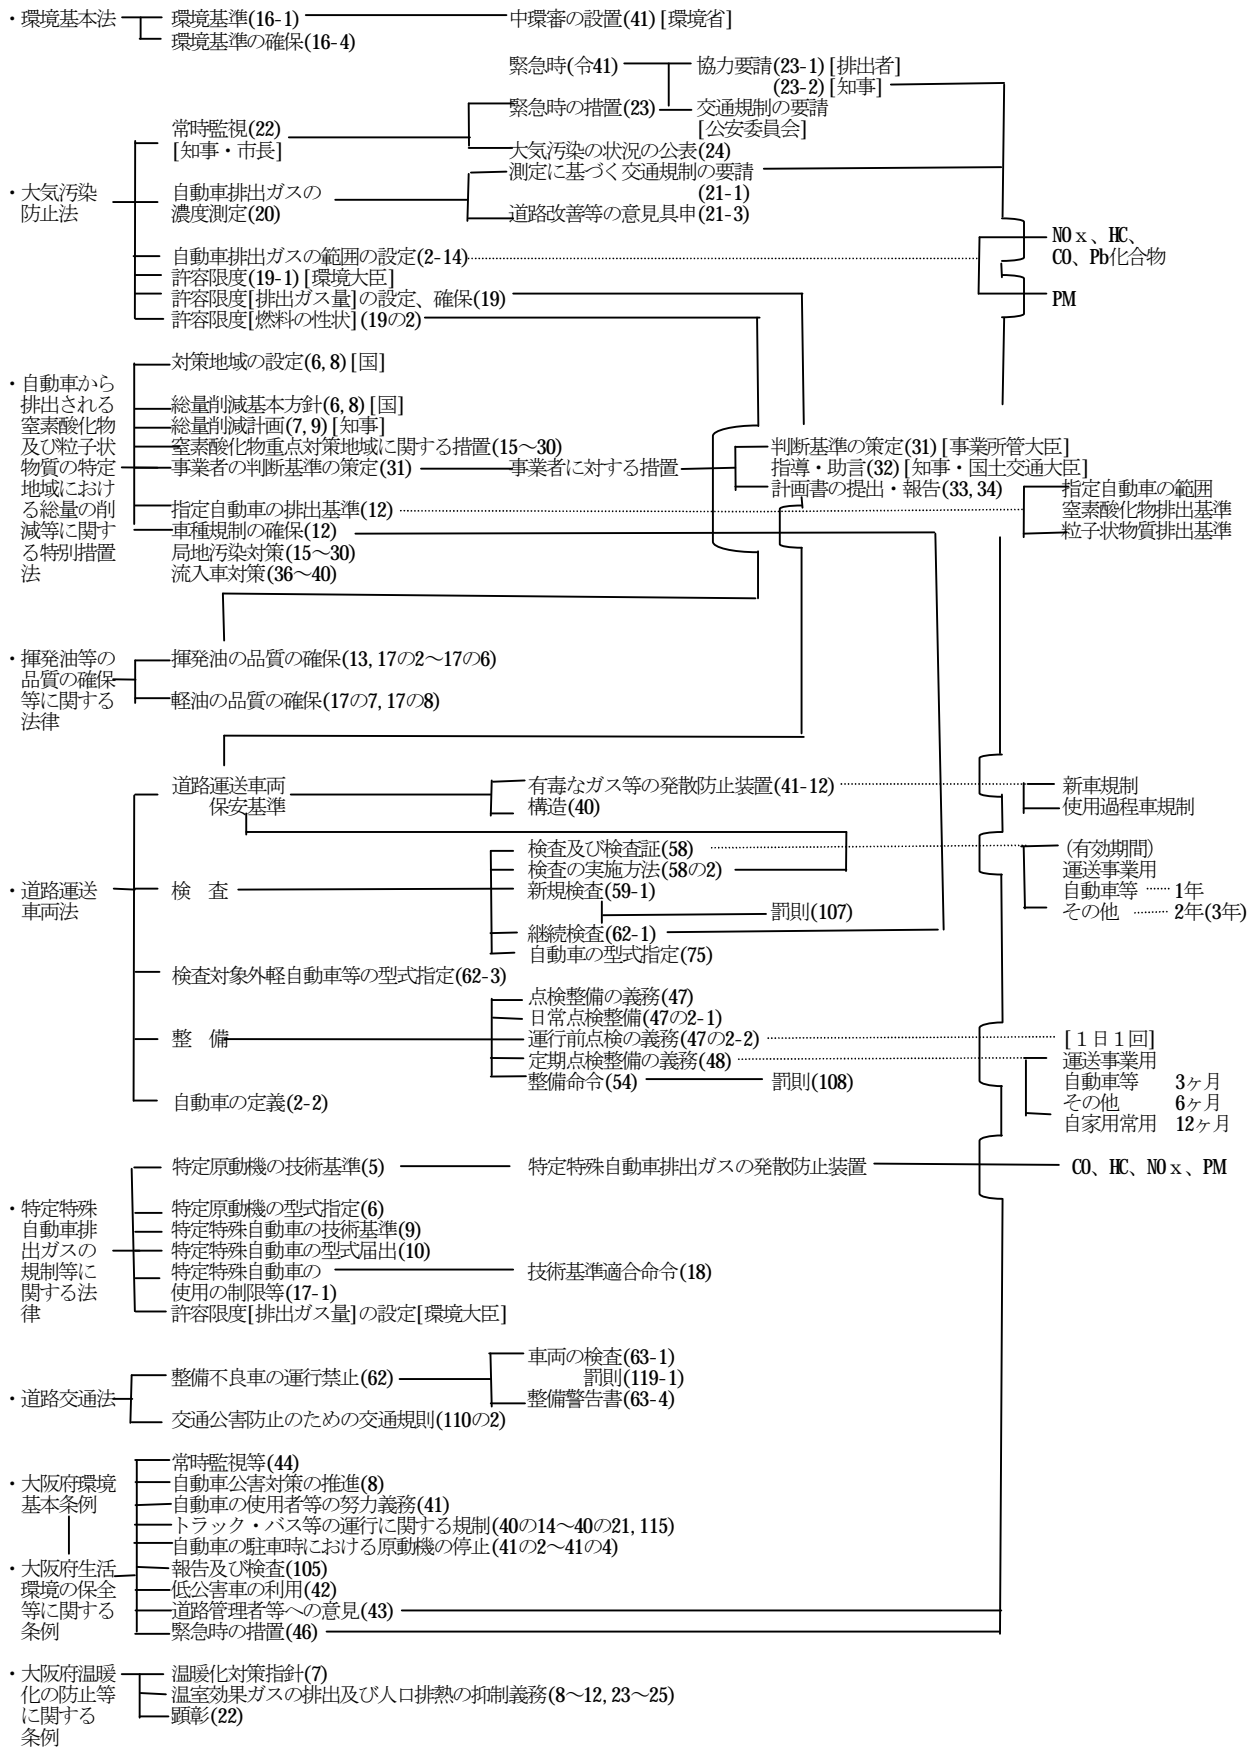 ・環境基本法 環境基準(16-1) 中環審の設置(41)[環境省]
環境基準の確保(16-4)
緊急時(令41) 協力要請(23-1)[排出者]
(23-2)[知事]
緊急時の措置(23) 交通規制の要請
[公安委員会]
常時監視(22)
[知事・市長]
大気汚染の状況の公表(24)
・大気汚染
防止法
自動車排出ガスの
濃度測定(20)
測定に基づく交通規制の要請
(21-1)
道路改善等の意見具申(21-3)
自動車排出ガスの範囲の設定(2-14)
NOx、HC、
CO、Pb化合物
許容限度(19-1)[環境大臣]
許容限度[排出ガス量]の設定、確保(19)
PM
許容限度[燃料の性状](19の2)
・自動車から
排出される
窒素酸化物
及び粒子状
物質の特定
地域におけ
る総量の削
減等に関す
る特別措置
法
対策地域の設定(6,8)[国]
総量削減基本方針(6,8)[国]
総量削減計画(7,9)[知事]
窒素酸化物重点対策地域に関する措置(15～30)
事業者の判断基準の策定(31) 事業者に対する措置
判断基準の策定(31)[事業所管大臣]
指導・助言(32)[知事・国土交通大臣]
計画書の提出・報告(33,34)
指定自動車の排出基準(12)
指定自動車の範囲
窒素酸化物排出基準
粒子状物質排出基準
車種規制の確保(12)
局地汚染対策(15～30)
流入車対策(36～40)
・揮発油等の
品質の確保
等に関する
法律
揮発油の品質の確保(13,17の2～17の6)
軽油の品質の確保(17の7,17の8)
・道路運送
車両法
道路運送車両
保安基準
有毒なガス等の発散防止装置(41-12)
構造(40)
新車規制
使用過程車規制
検　査
検査及び検査証(58)
検査の実施方法(58の2)
新規検査(59-1)
罰則(107)
継続検査(62-1)
自動車の型式指定(75)
(有効期間)
運送事業用
自動車等 …… 1年
その他 ……… 2年(3年)
検査対象外軽自動車等の型式指定(62-3)
整　備
点検整備の義務(47)
日常点検整備(47の2-1)
運行前点検の義務(47の2-2) [１日１回]
定期点検整備の義務(48)
整備命令(54) 罰則(108)
運送事業用
自動車等 3ヶ月
その他 6ヶ月
自家用常用 12ヶ月
自動車の定義(2-2)
・特定特殊
自動車排
出ガスの
規制等に
関する法
律
特定原動機の技術基準(5) 特定特殊自動車排出ガスの発散防止装置 CO、HC、NOx、PM
特定原動機の型式指定(6)
特定特殊自動車の技術基準(9)
特定特殊自動車の型式届出(10)
特定特殊自動車の
使用の制限等(17-1)
技術基準適合命令(18)
許容限度[排出ガス量]の設定[環境大臣]
・道路交通法
整備不良車の運行禁止(62)
車両の検査(63-1)
罰則(119-1)
整備警告書(63-4)
交通公害防止のための交通規則(110の2)
・大阪府環境
基本条例
・大阪府生活
環境の保全
等に関する
条例
常時監視等(44)
自動車公害対策の推進(8)
自動車の使用者等の努力義務(41)
トラック・バス等の運行に関する規制(40の14～40の21,115)
自動車の駐車時における原動機の停止(41の2～41の4)
報告及び検査(105)
低公害車の利用(42)
道路管理者等への意見(43)
緊急時の措置(46)
・大阪府温暖
化の防止等
に関する
条例
温暖化対策指針(7)
温室効果ガスの排出及び人口排熱の抑制義務(8～12,23～25)
顕彰(22)